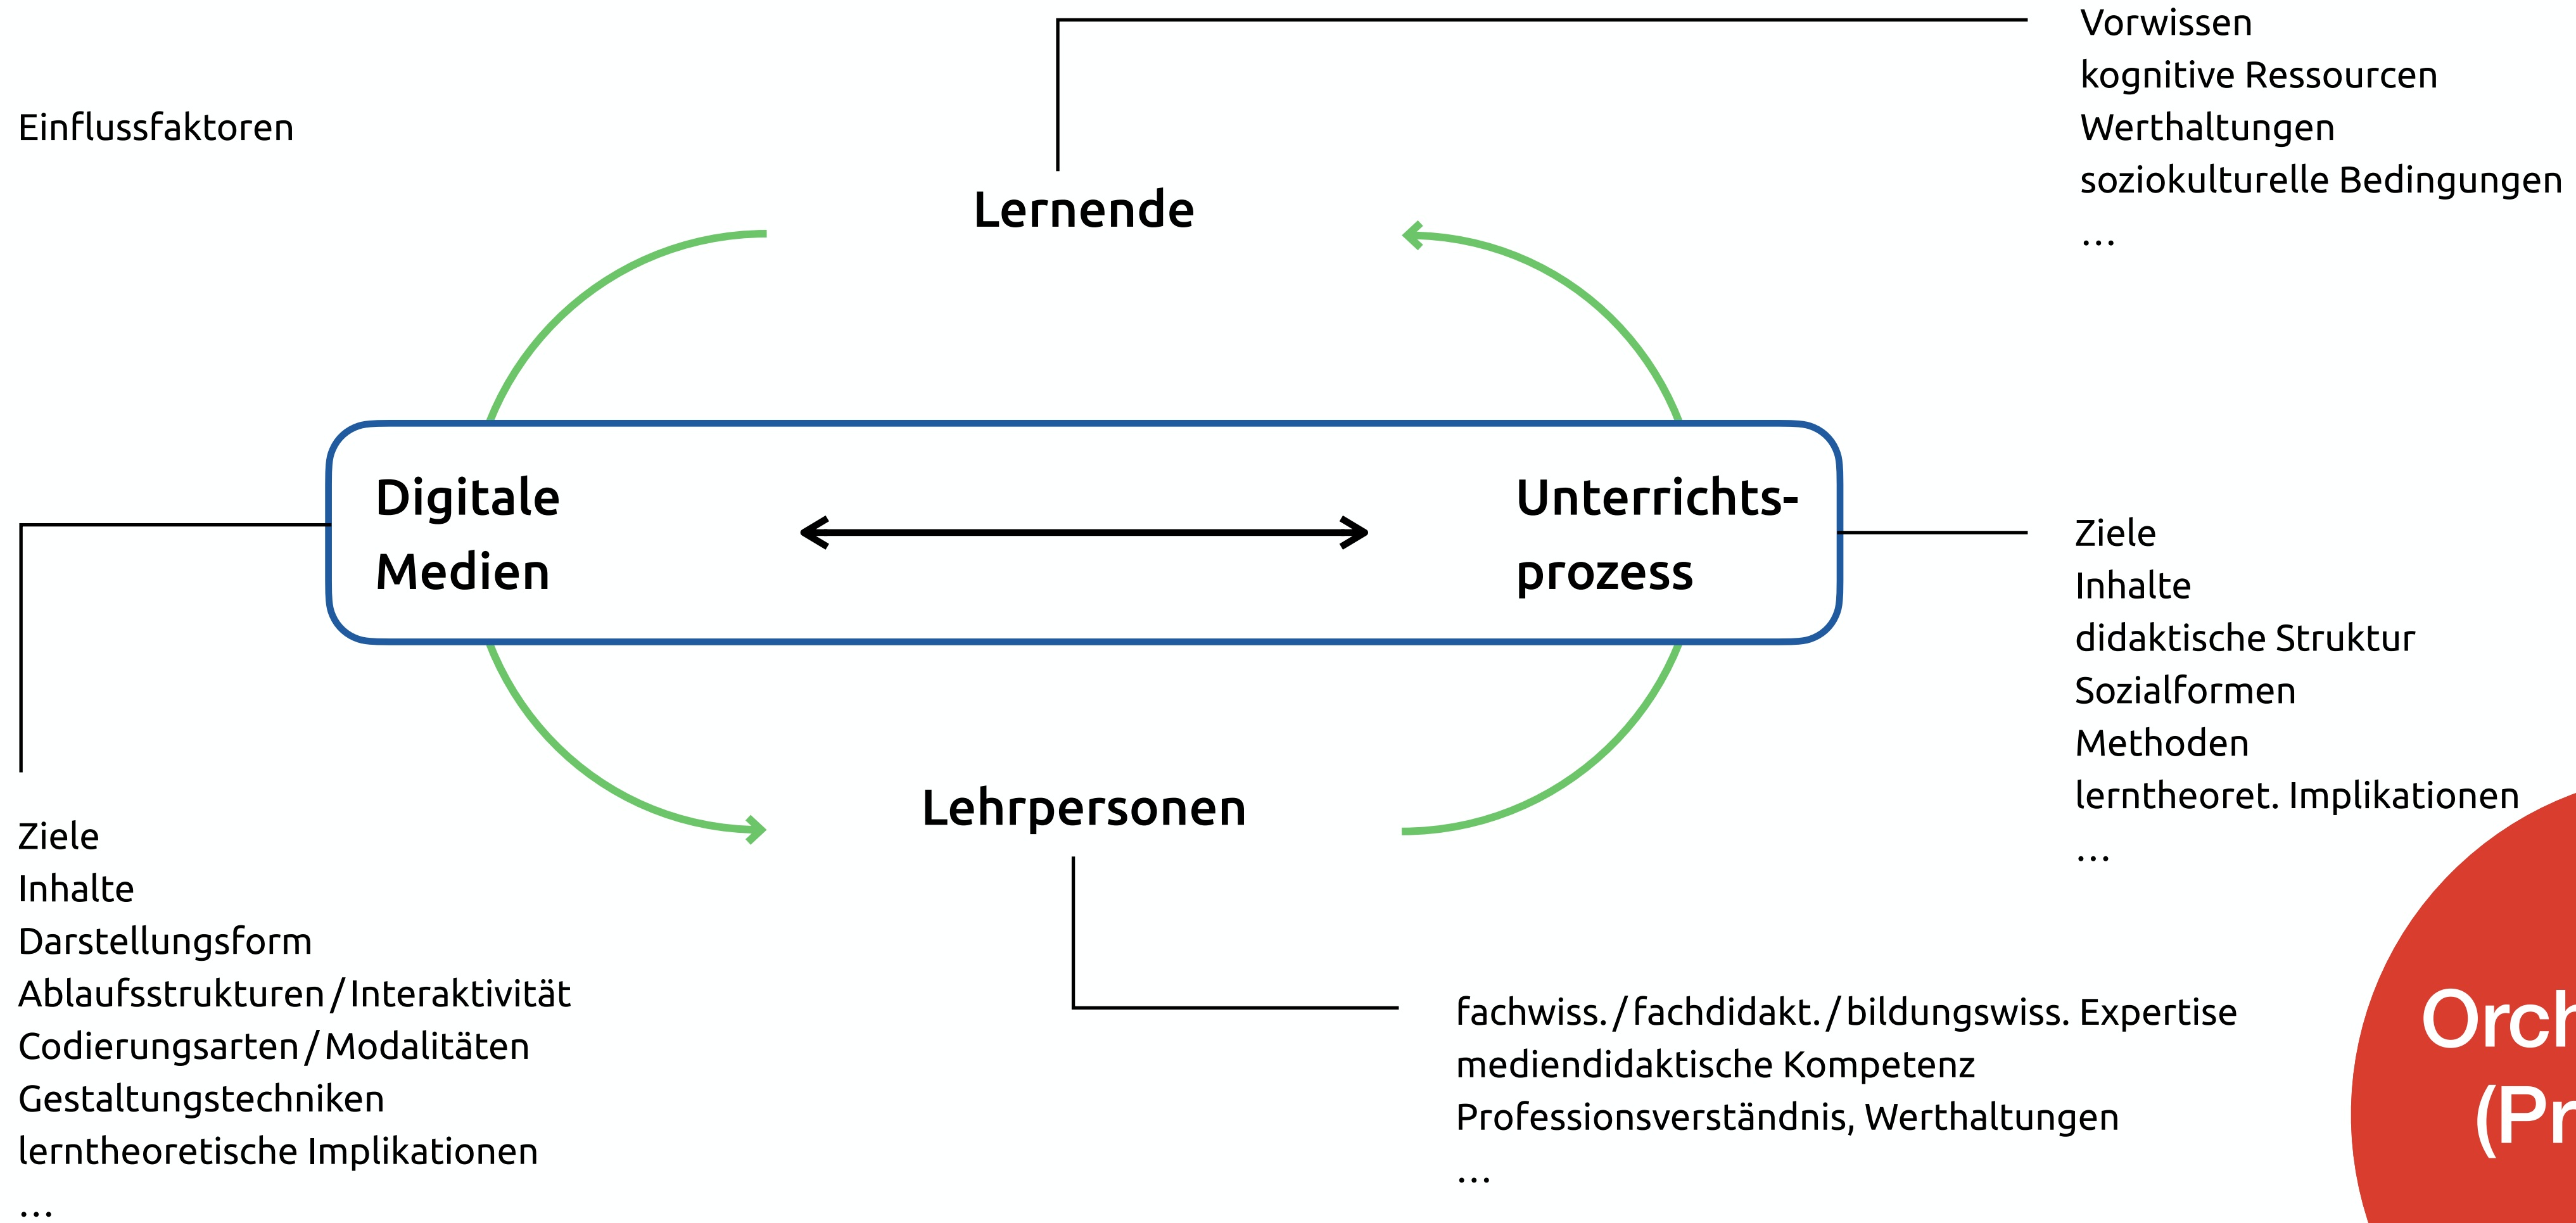 Einflussfaktoren
Vorwissen
kognitive Ressourcen
Werthaltungen
soziokulturelle Bedingungen
…
Lernende
Digitale
Medien
Unterrichts-
prozess
Ziele
Inhalte
didaktische Struktur
Sozialformen
Methoden
lerntheoret. Implikationen
…
Lehrpersonen
Ziele
Inhalte
Darstellungsform
Ablaufsstrukturen/Interaktivität
Codierungsarten/Modalitäten
Gestaltungstechniken
lerntheoretische Implikationen
…
fachwiss./fachdidakt./bildungswiss. Expertise
mediendidaktische Kompetenz
Professionsverständnis, Werthaltungen
…